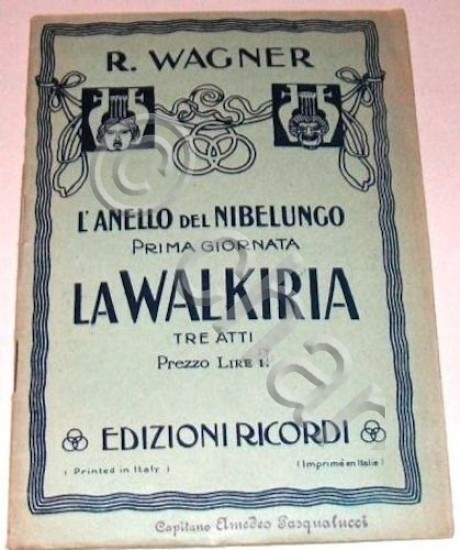 R. WAGNER
L'ANELLO DEL NIBELUNGO
PRIMA GIORNATA
LA WALKIRIA
TRE ATTI
Prezzo LIRE 1.
EDIZIONI RICORDI
(Printed in Italy) (Imprimé en Italie)
Capitano Amedeo Pasqualucci